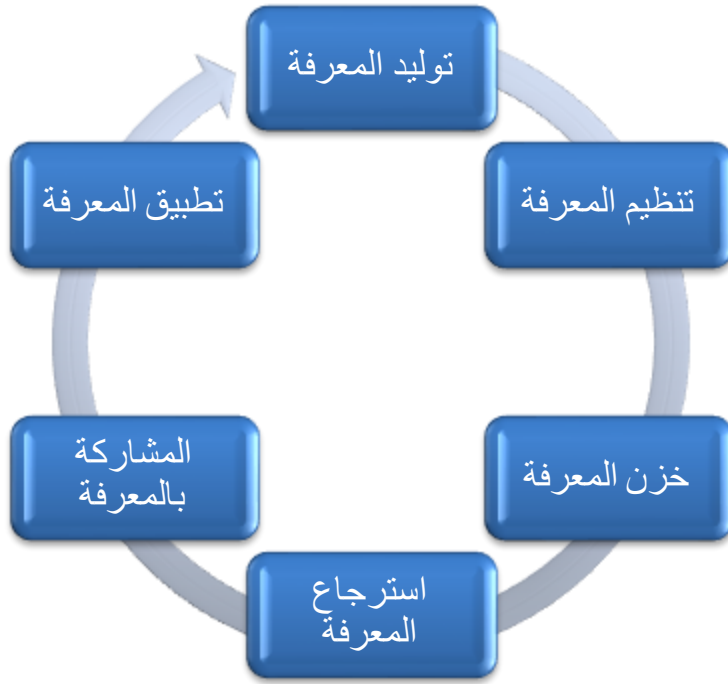 توليد المعرفة
تنظيم المعرفة
خزن المعرفة
استرجاع
المعرفة
المشاركة
بالمعرفة
تطبيق المعرفة